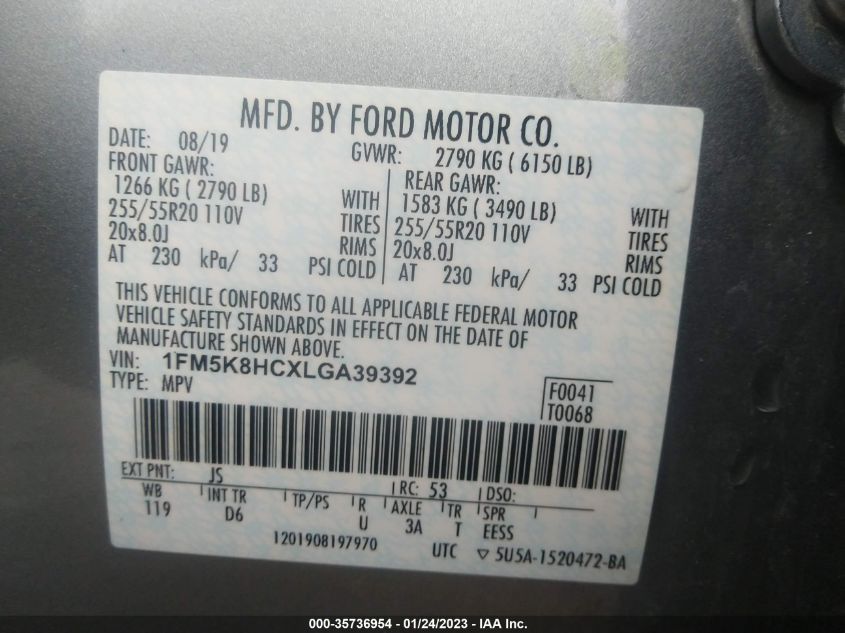 MFD. BY FORD MOTOR CO.
DATE: 08/19 GVWR: 2790 KG ( 6150 LB)
FRONT GAWR: REAR GAWR:
1266 KG ( 2790 LB) WITH 1583 KG ( 3490 LB) WITH
255/55R20 110V TIRES 255/55R20 110V TIRES
20x8.0J RIMS 20x8.0J RIMS
AT 230 kPa/ 33 PSI COLD AT 230 kPa/ 33 PSI COLD
THIS VEHICLE CONFORMS TO ALL APPLICABLE FEDERAL MOTOR
VEHICLE SAFETY STANDARDS IN EFFECT ON THE DATE OF
MANUFACTURE SHOWN ABOVE.
VIN: 1FM5K8HCXLGA39392
TYPE: MPV F0041
T0068
EXT PNT: JS RC: 53 DSO:
WB INT TR TP/PS R AXLE TR SPR
119 D6 U 3A T EESS
1201908197970 UTC ▽ 5U5A-1520472-BA
000-35736954 - 01/24/2023 - IAA Inc.